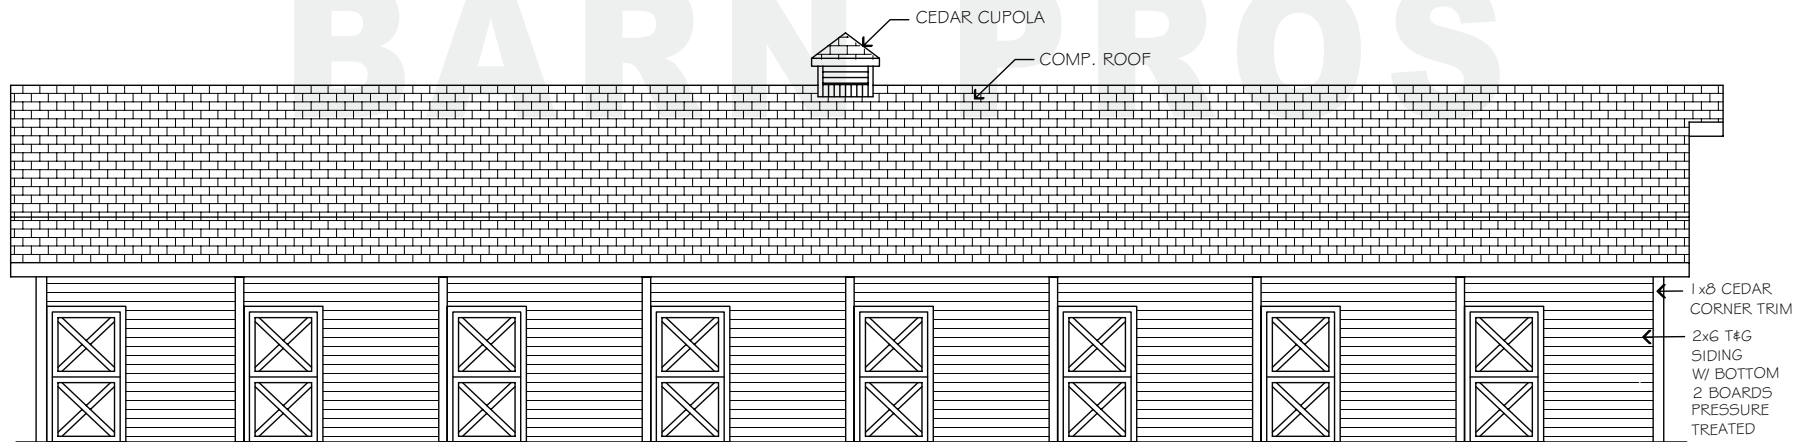 BARN PROS
CEDAR CUPOLA
COMP. ROOF
1x8 CEDAR
CORNER TRIM
2x6 T&G
SIDING
W/ BOTTOM
2 BOARDS
PRESSURE
TREATED